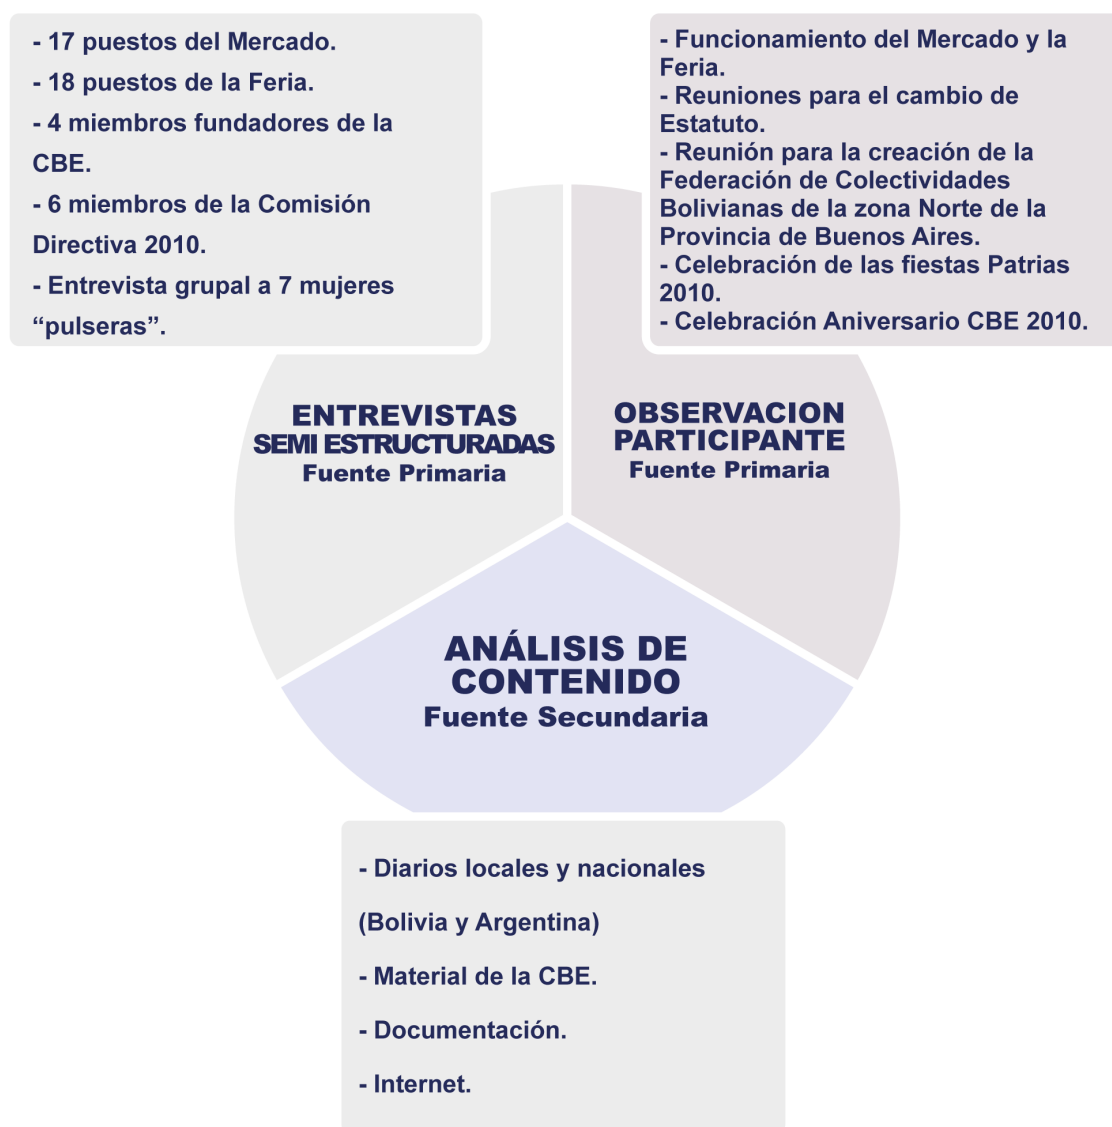 - 17 puestos del Mercado.
- 18 puestos de la Feria.
- 4 miembros fundadores de la
CBE.
- 6 miembros de la Comisión
Directiva 2010.
- Entrevista grupal a 7 mujeres
“pulseras”.
- Funcionamiento del Mercado y la
Feria.
- Reuniones para el cambio de
Estatuto.
- Reunión para la creación de la
Federación de Colectividades
Bolivianas de la zona Norte de la
Provincia de Buenos Aires.
- Celebración de las fiestas Patrias
2010.
- Celebración Aniversario CBE 2010.
ENTREVISTAS
SEMI ESTRUCTURADAS
Fuente Primaria
OBSERVACION
PARTICIPANTE
Fuente Primaria
ANÁLISIS DE
CONTENIDO
Fuente Secundaria
- Diarios locales y nacionales
(Bolivia y Argentina)
- Material de la CBE.
- Documentación.
- Internet.